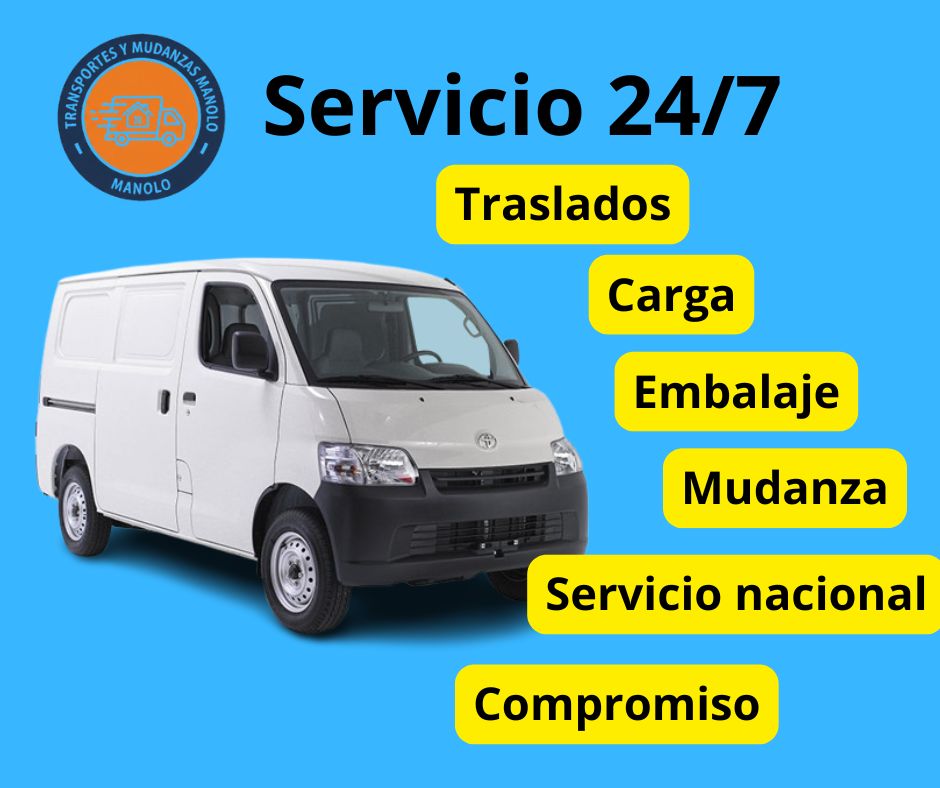 TRANSPORTES Y MUDANZAS MANOLO
MANOLO
Servicio 24/7
Traslados
Carga
Embalaje
Mudanza
Servicio nacional
Compromiso